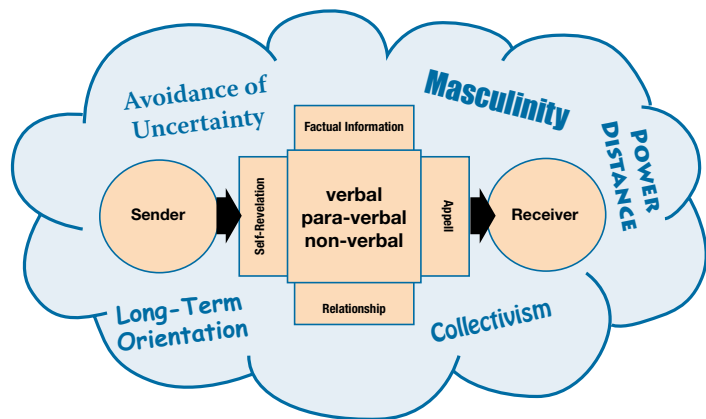 Avoidance of
Uncertainty
Masculinity
POWER
DISTANCE
Factual Information
Sender
Self-Revelation
verbal
para-verbal
non-verbal
Appell
Receiver
Relationship
Long-Term
Orientation
Collectivism